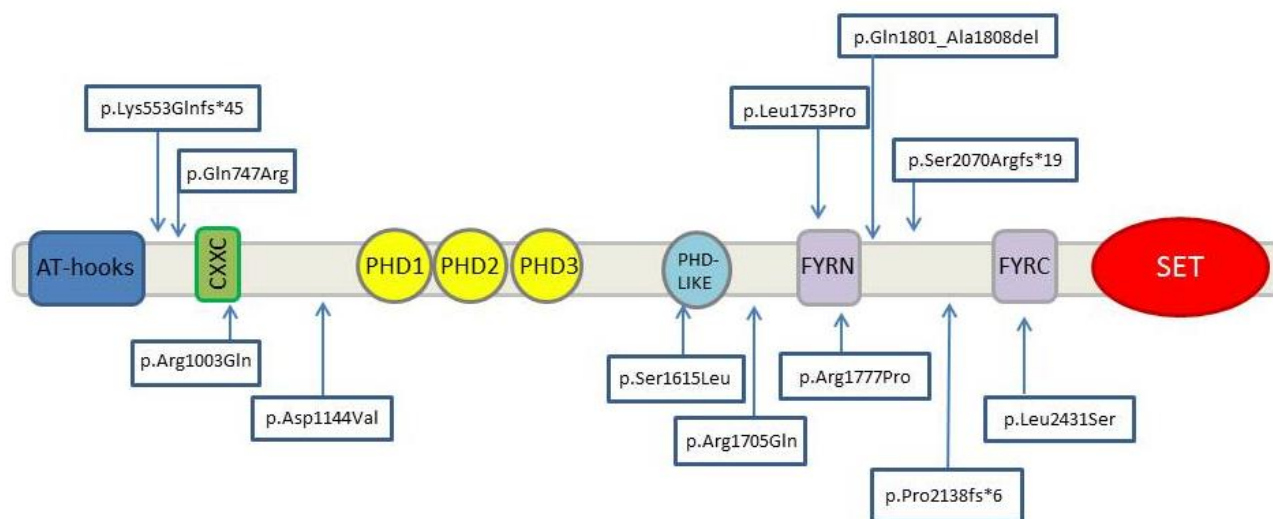 p.Gln1801_Ala1808del
p.Lys553Glnfs*45
p.Leu1753Pro
p.Ser2070Argfs*19
p.Gln747Arg
AT-hooks
CXXC
PHD1
PHD2
PHD3
PHD-
LIKE
FYRN
FYRC
SET
p.Arg1003Gln
p.Ser1615Leu
p.Arg1777Pro
p.Asp1144Val
p.Leu2431Ser
p.Arg1705Gln
p.Pro2138fs*6